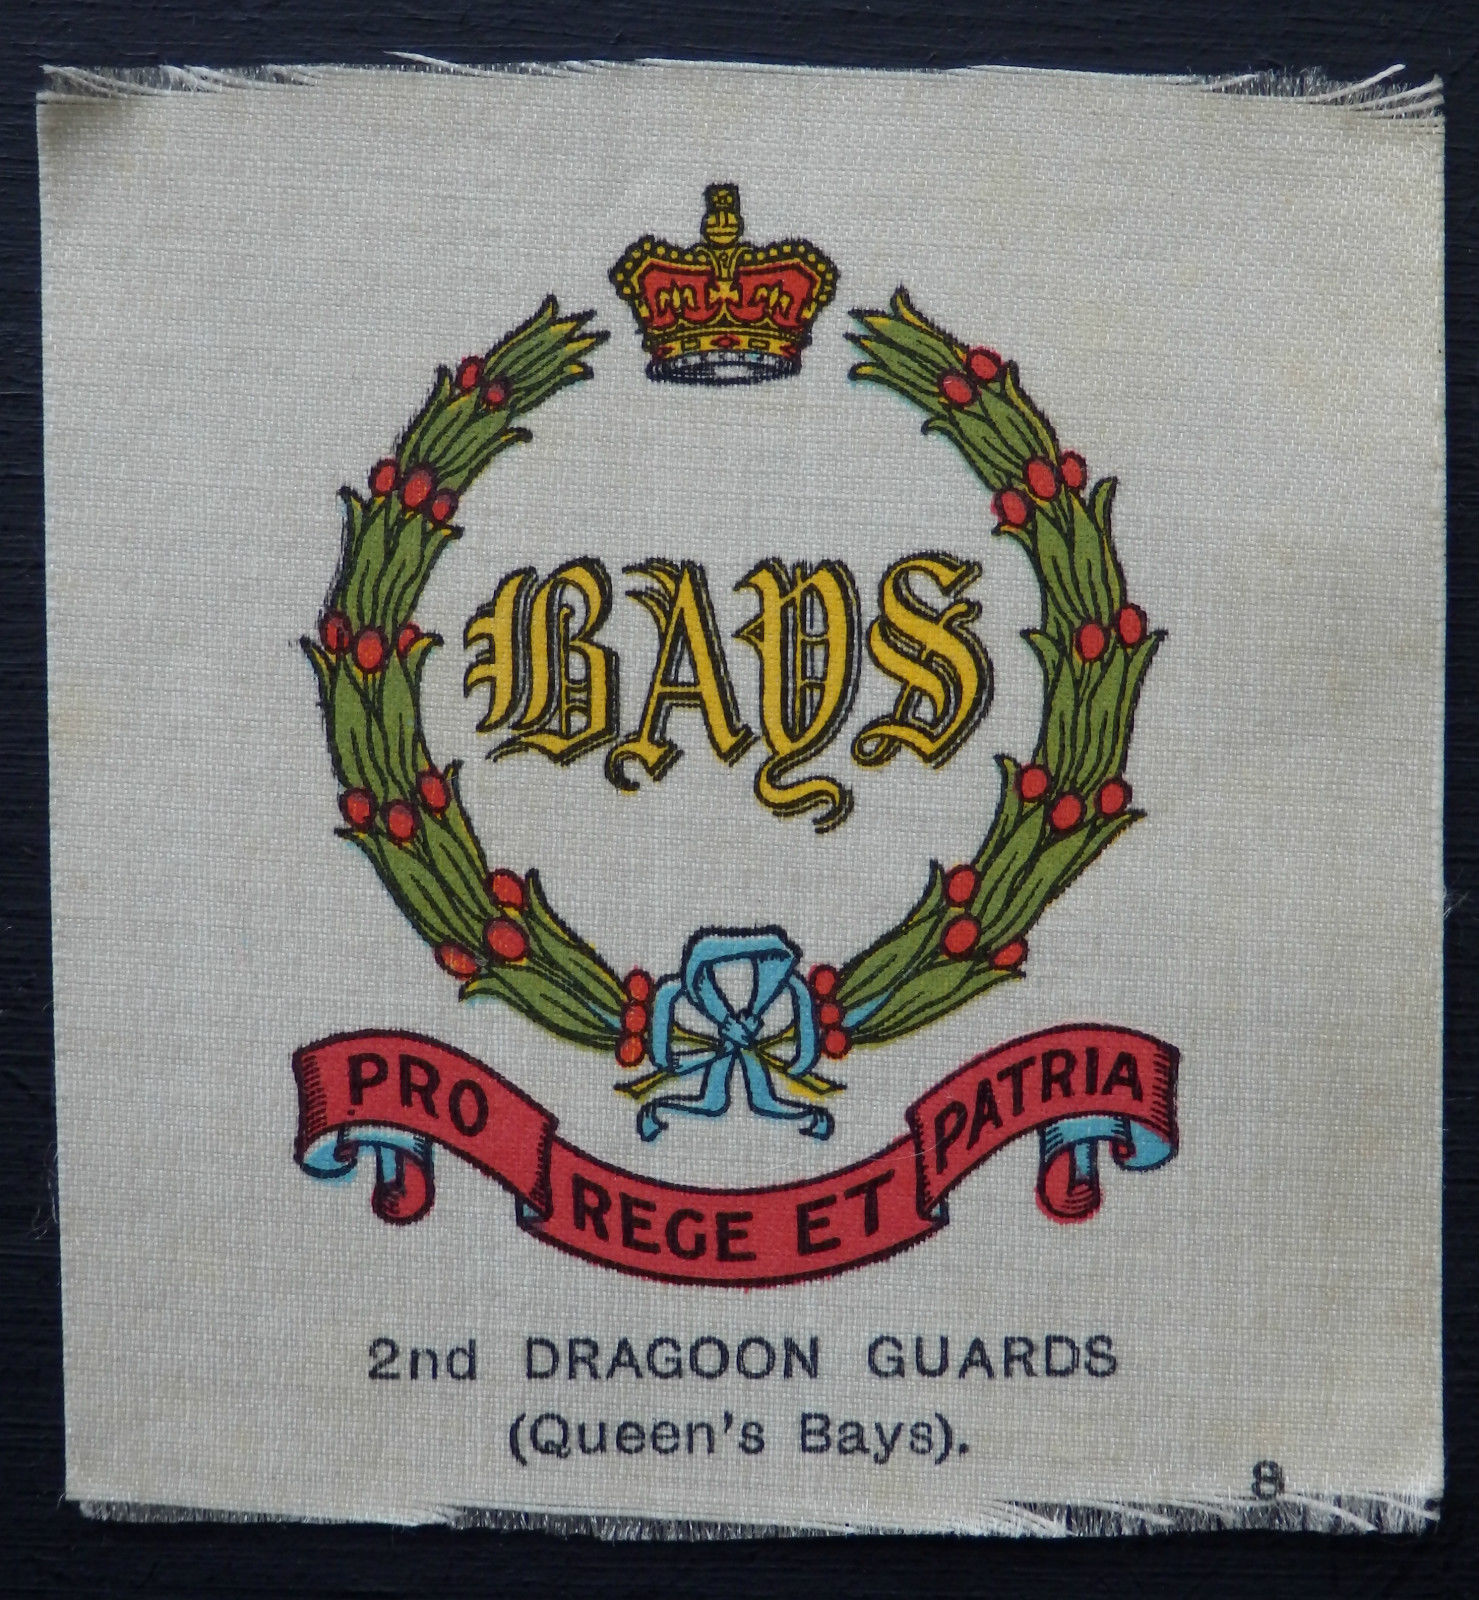 BAYS
PRO REGE ET PATRIA
2nd DRAGOON GUARDS
(Queen's Bays).
8